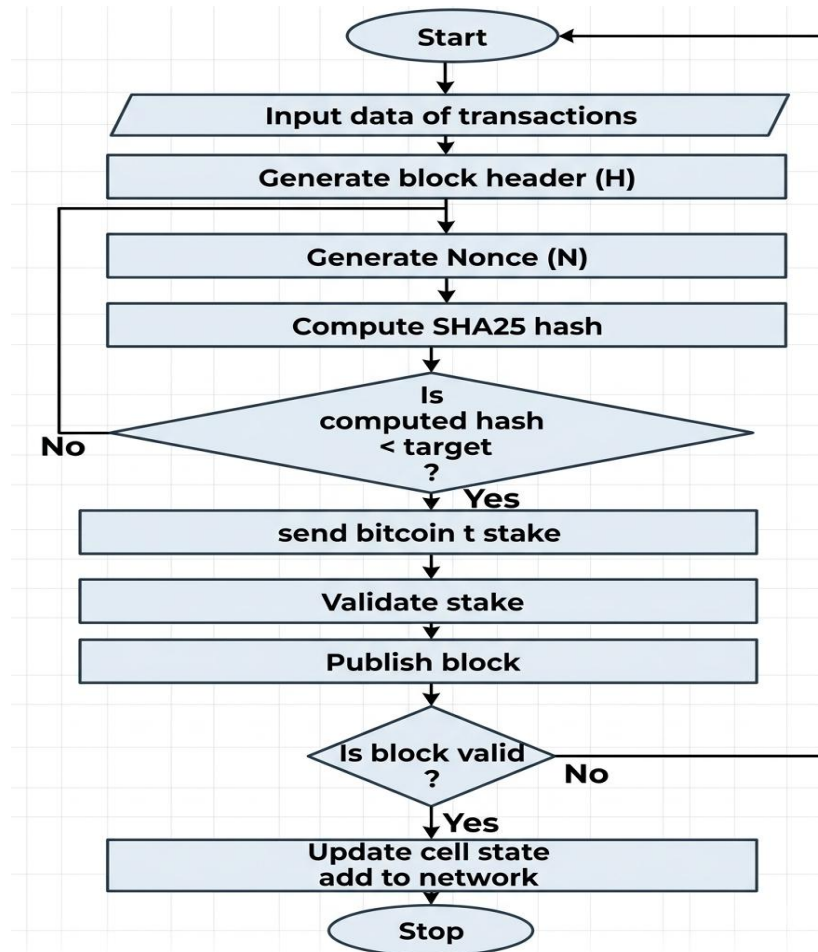 Start
Input data of transactions
Generate block header (H)
Generate Nonce (N)
Compute SHA25 hash
Is
computed hash
< target
?
No
Yes
send bitcoin t stake
Validate stake
Publish block
Is block valid
?
No
Yes
Update cell state
add to network
Stop